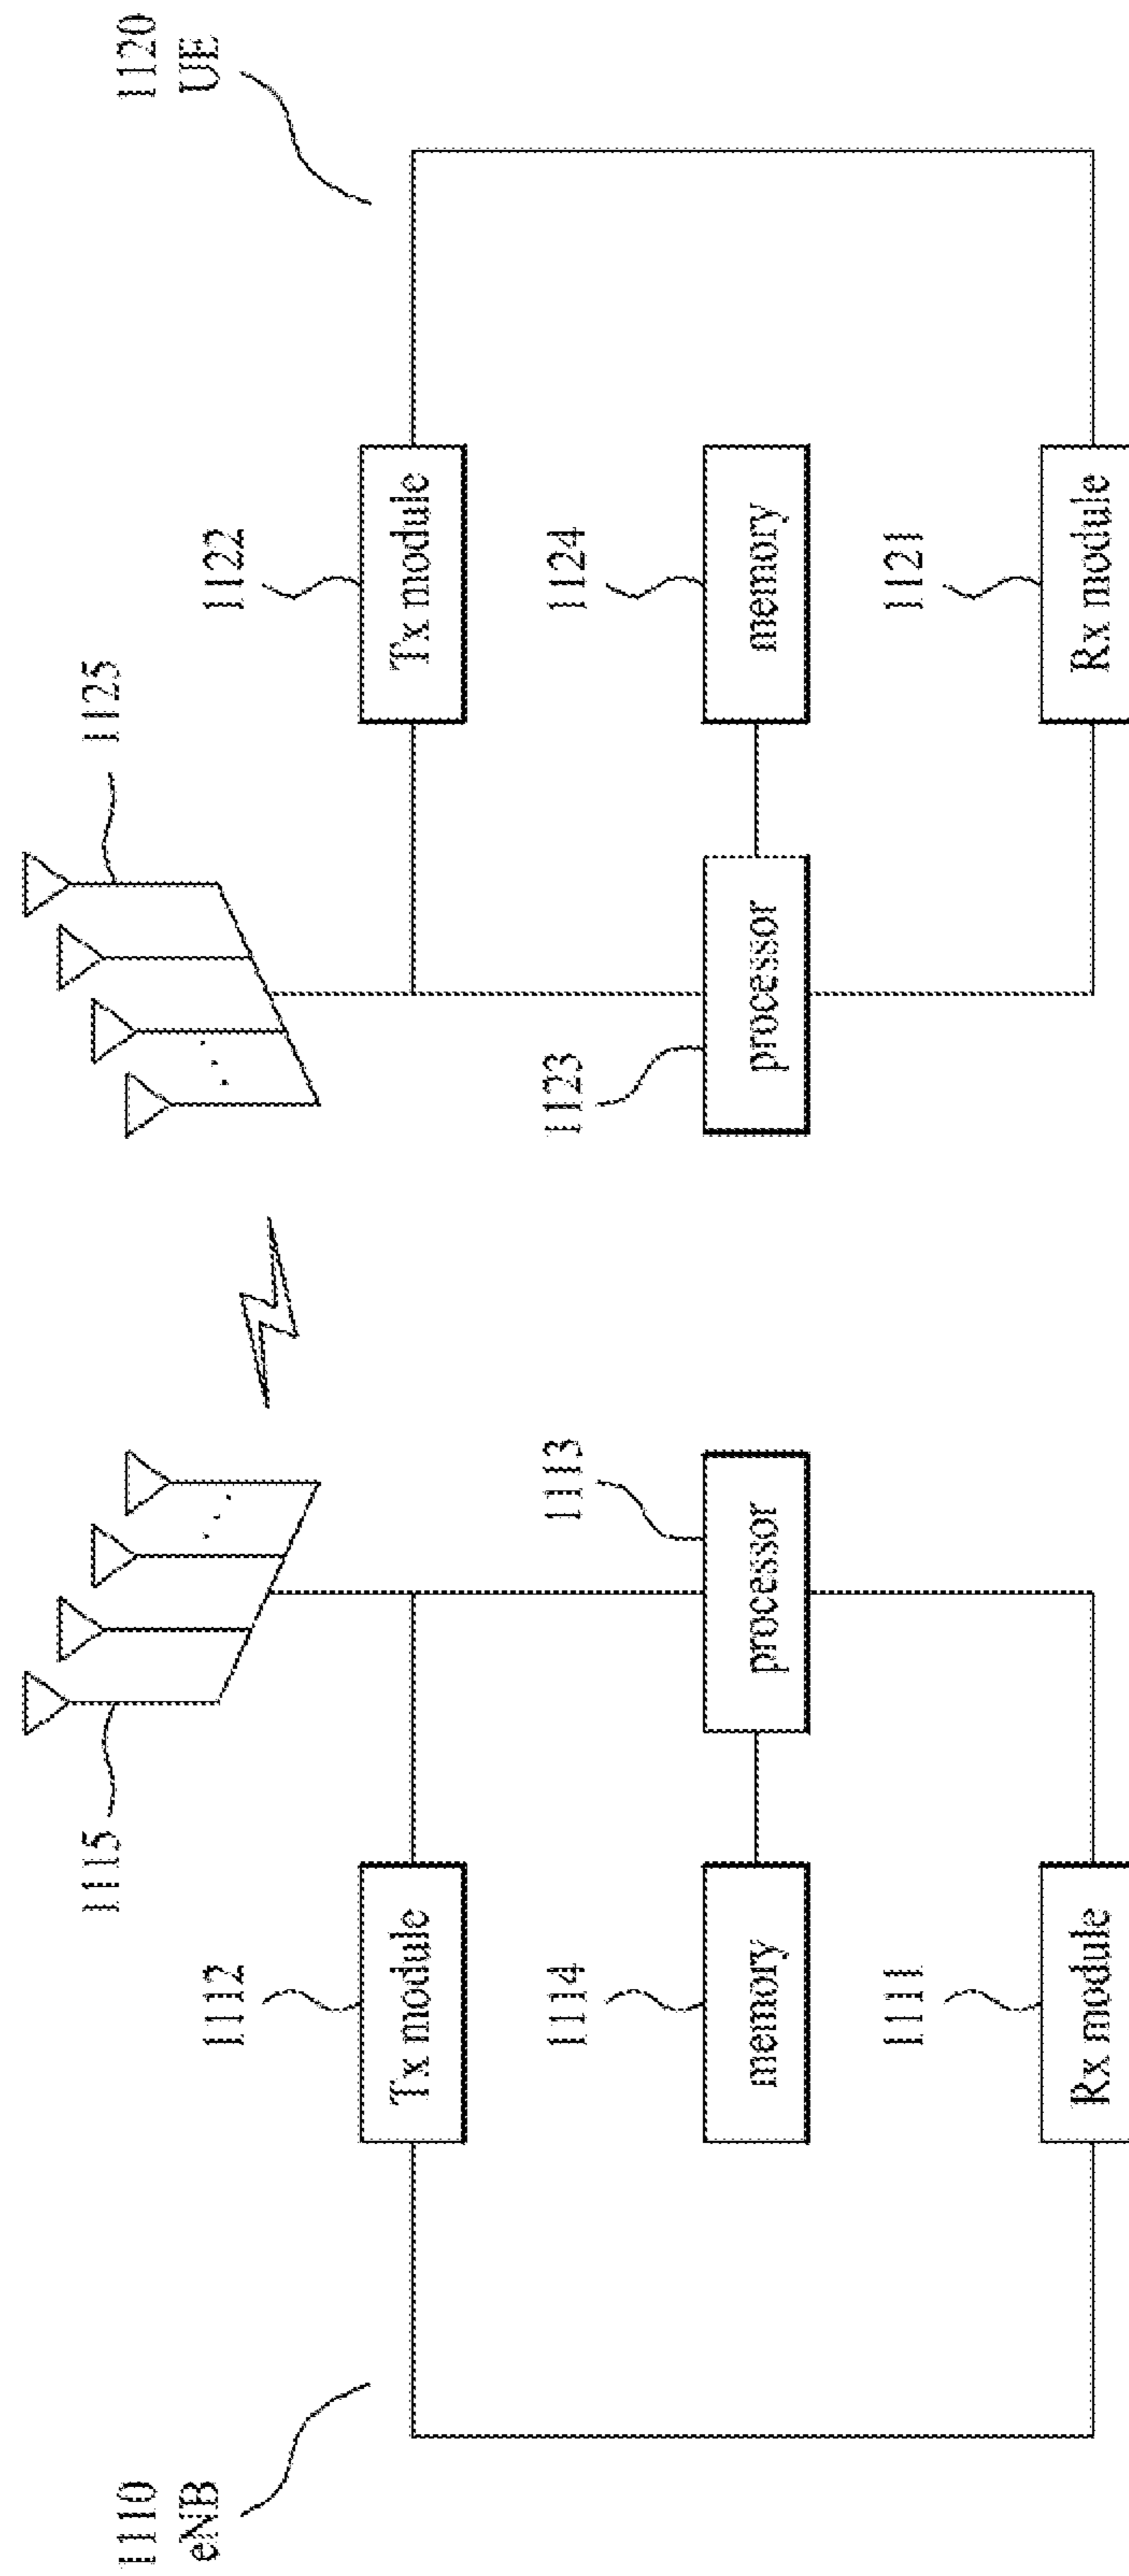 1110
eNB
1115
1112
Tx module
1114
memory
1113
processor
1111
Rx module
1120
UE
1125
1122
Tx module
1123
processor
1124
memory
1121
Rx module